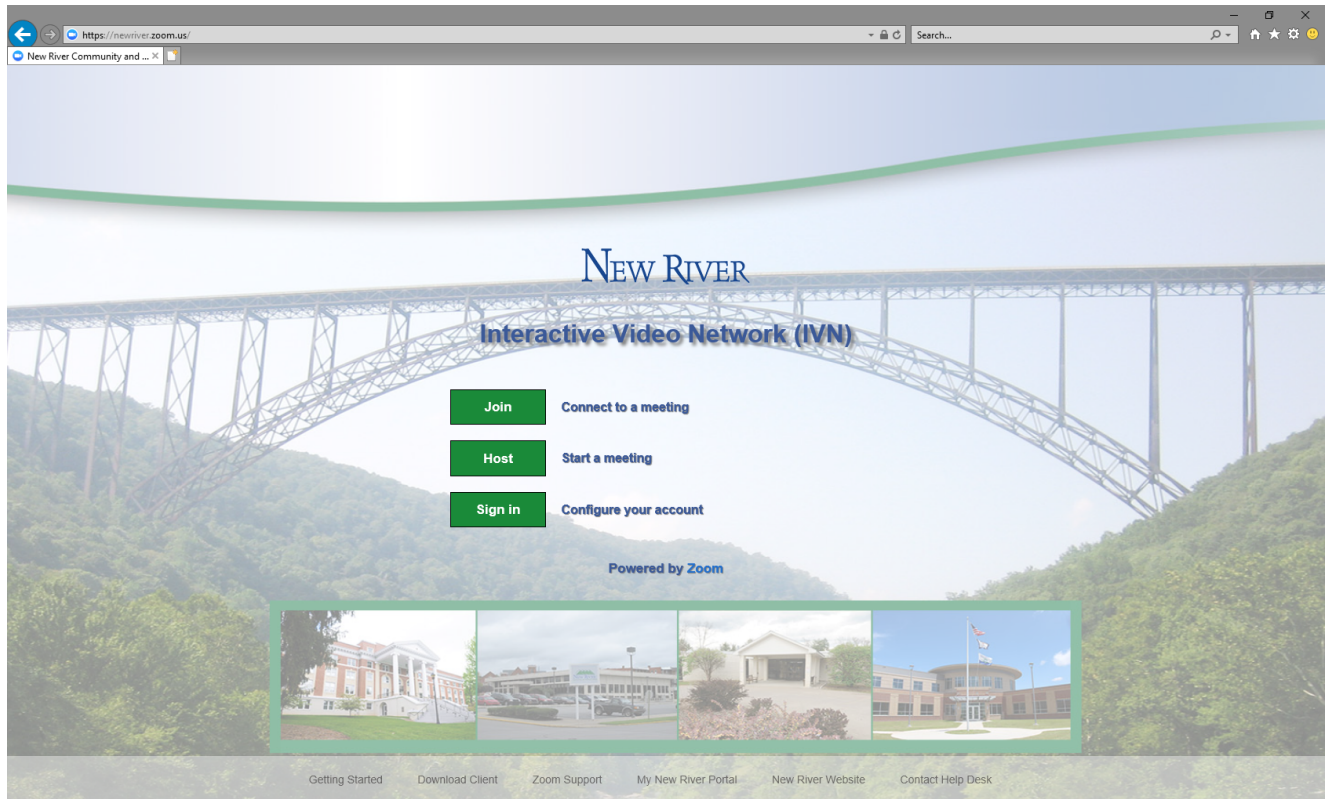 https://newriver.zoom.us/
Search...
New River Community and ...
NEW RIVER
Interactive Video Network (IVN)
Join Connect to a meeting
Host Start a meeting
Sign in Configure your account
Powered by Zoom
Getting Started Download Client Zoom Support My New River Portal New River Website Contact Help Desk